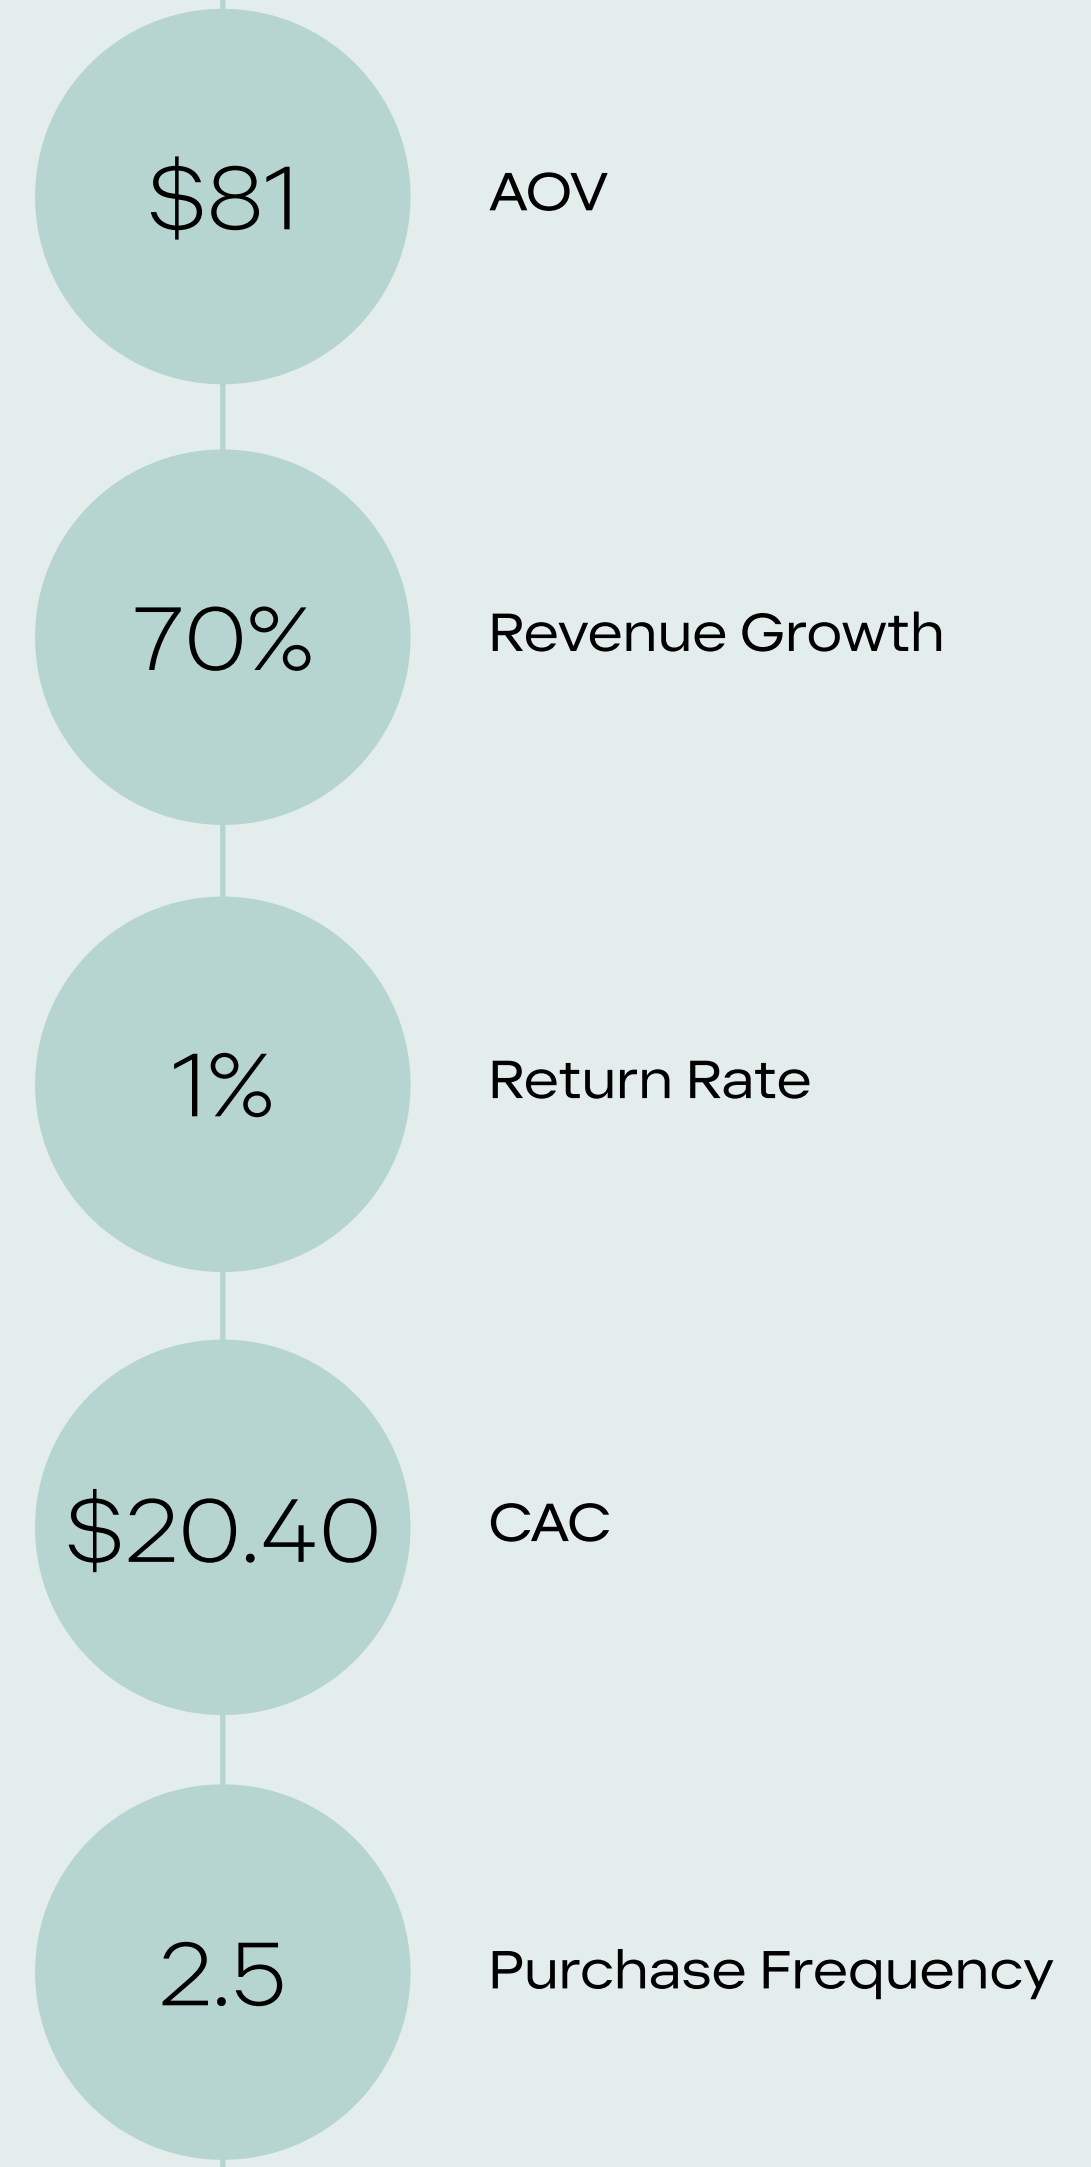 $81 AOV
70% Revenue Growth
1% Return Rate
$20.40 CAC
2.5 Purchase Frequency